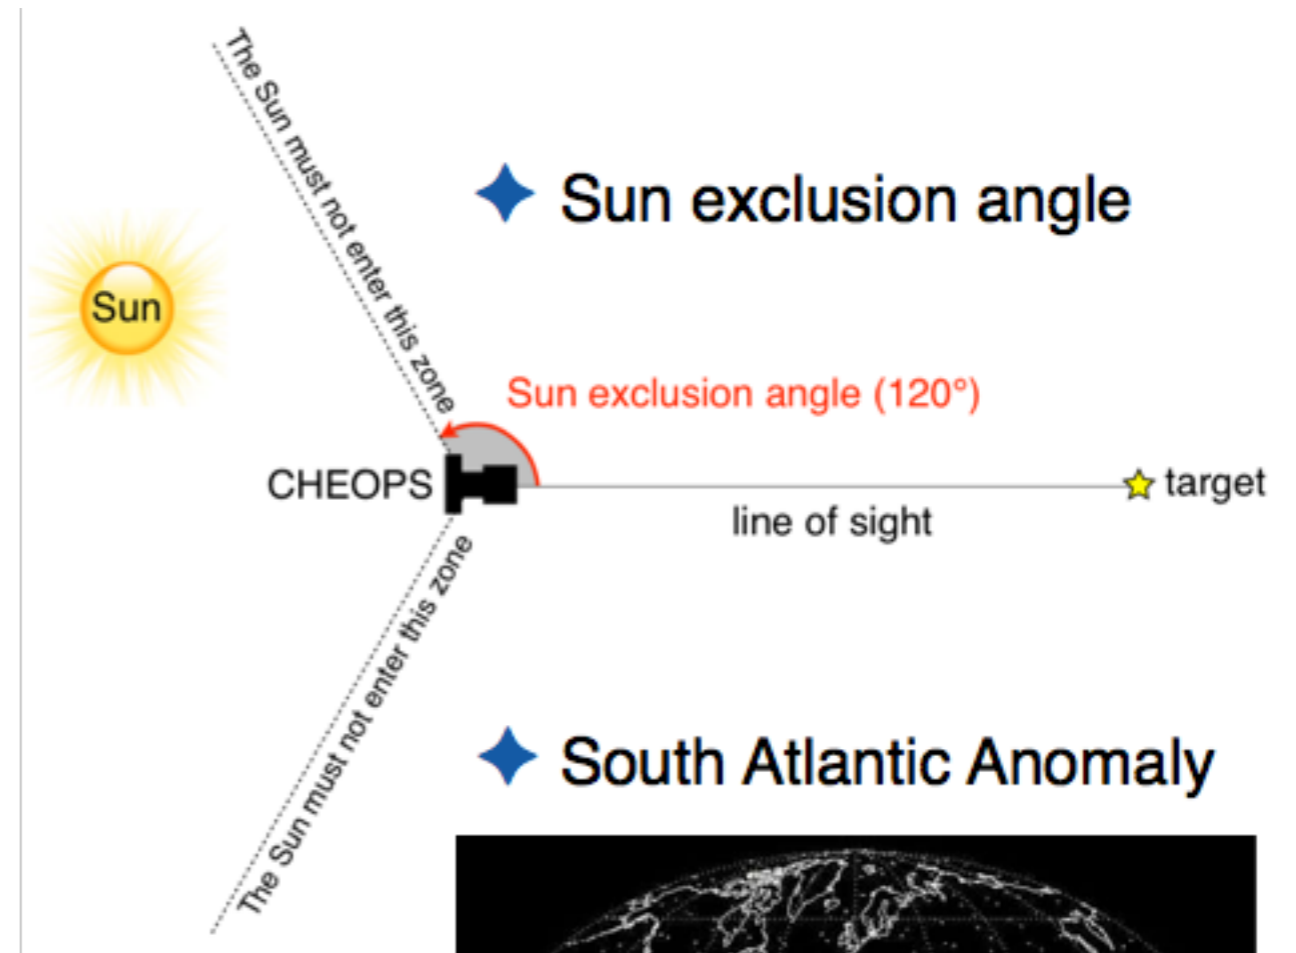 The Sun must not enter this zone
Sun exclusion angle
Sun
Sun exclusion angle (120°)
CHEOPS
target
line of sight
The Sun must not enter this zone
South Atlantic Anomaly